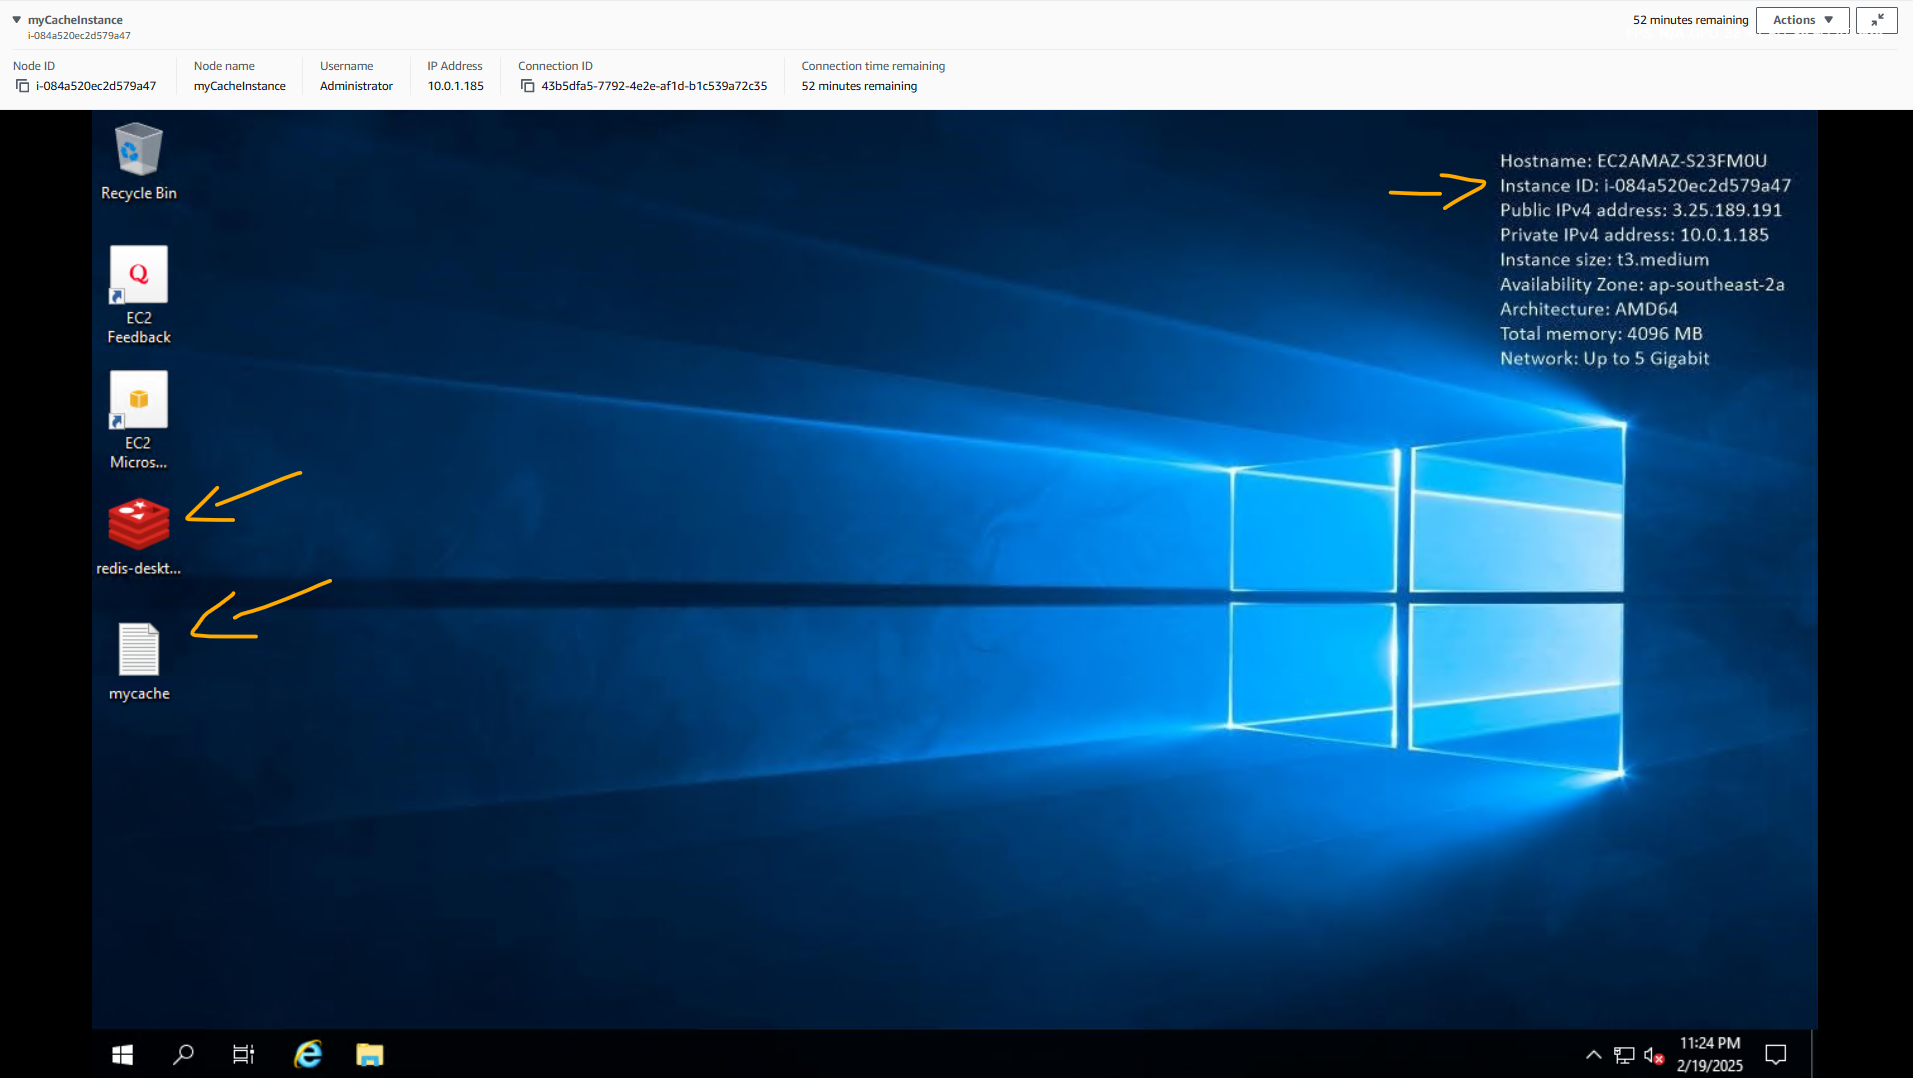 myCacheInstance
i-084a520ec2d579a47
52 minutes remaining
Actions
Node ID
i-084a520ec2d579a47
Node name
myCacheInstance
Username
Administrator
IP Address
10.0.1.185
Connection ID
43b5dfa5-7792-4e2e-af1d-b1c539a72c35
Connection time remaining
52 minutes remaining
Recycle Bin
Q
EC2
Feedback
EC2
Micros...
redis-deskt...
mycache
Hostname: EC2AMAZ-S23FM0U
Instance ID: i-084a520ec2d579a47
Public IPv4 address: 3.25.189.191
Private IPv4 address: 10.0.1.185
Instance size: t3.medium
Availability Zone: ap-southeast-2a
Architecture: AMD64
Total memory: 4096 MB
Network: Up to 5 Gigabit
11:24 PM
2/19/2025